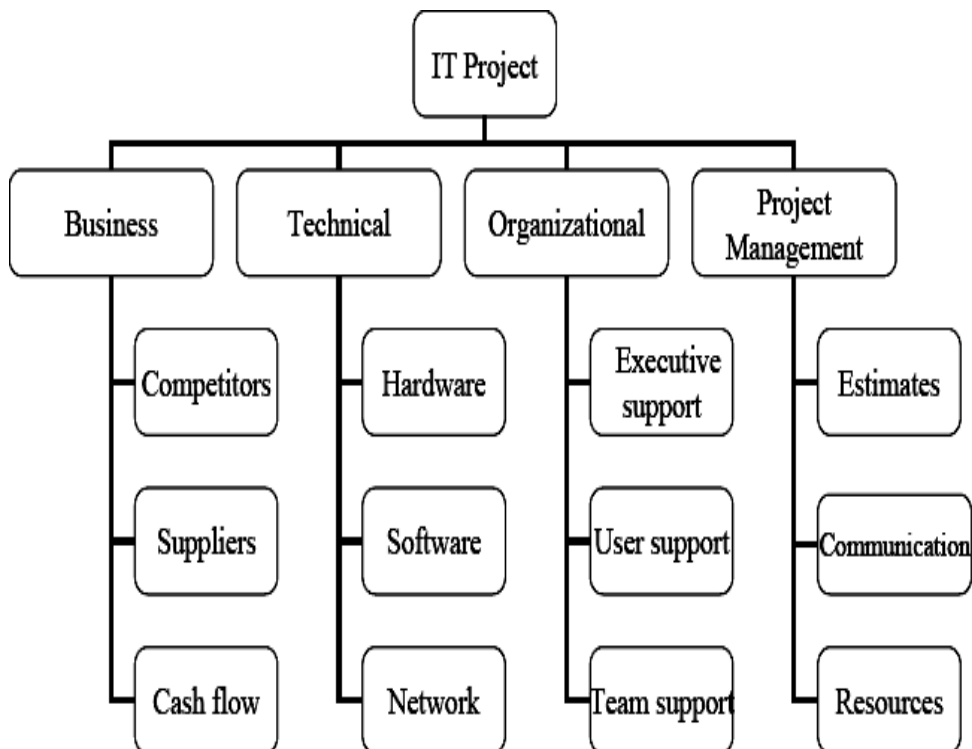 IT Project
Business
Technical
Organizational
Project
Management
Competitors
Hardware
Executive
support
Estimates
Suppliers
Software
User support
Communication
Cash flow
Network
Team support
Resources